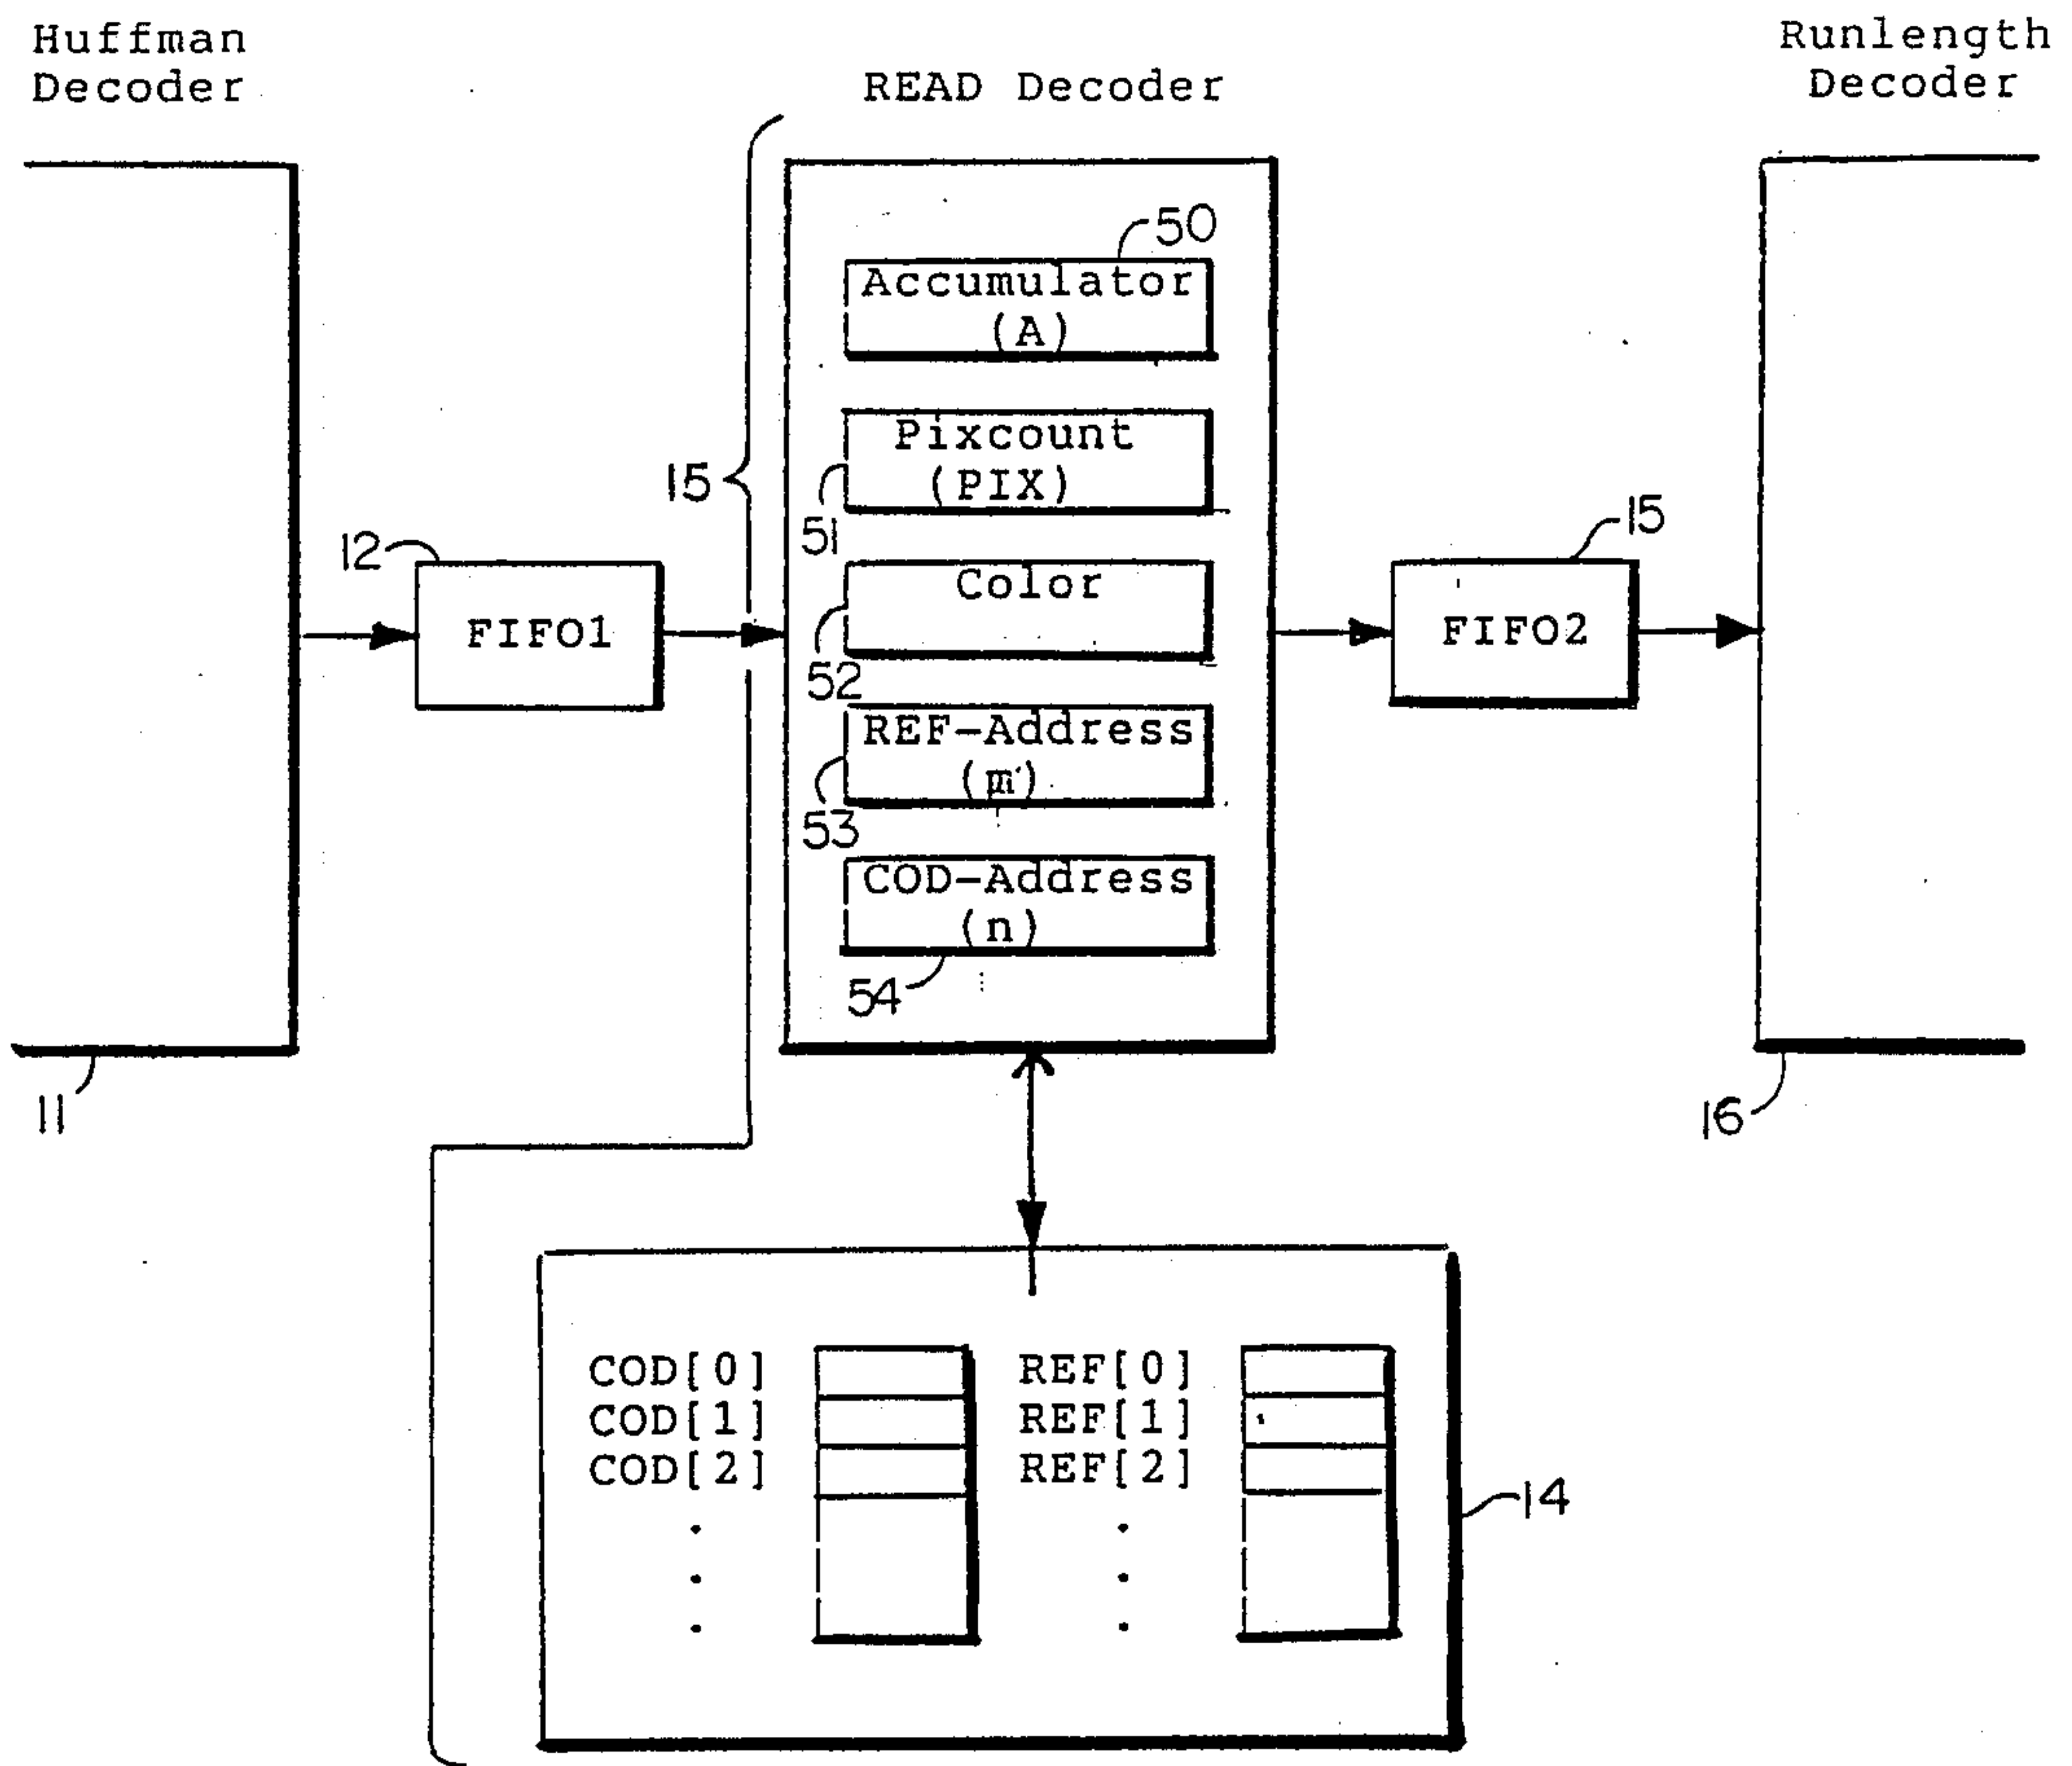 Huffman
Decoder
READ Decoder
Runlength
Decoder
50
Accumulator
(A)
Pixcount
(PIX)
15
51
12
FIFO1
Color
52
15
FIFO2
REF-Address
(m)
53
COD-Address
(n)
54
11
16
COD[0] REF[0]
COD[1] REF[1]
COD[2] REF[2]
14